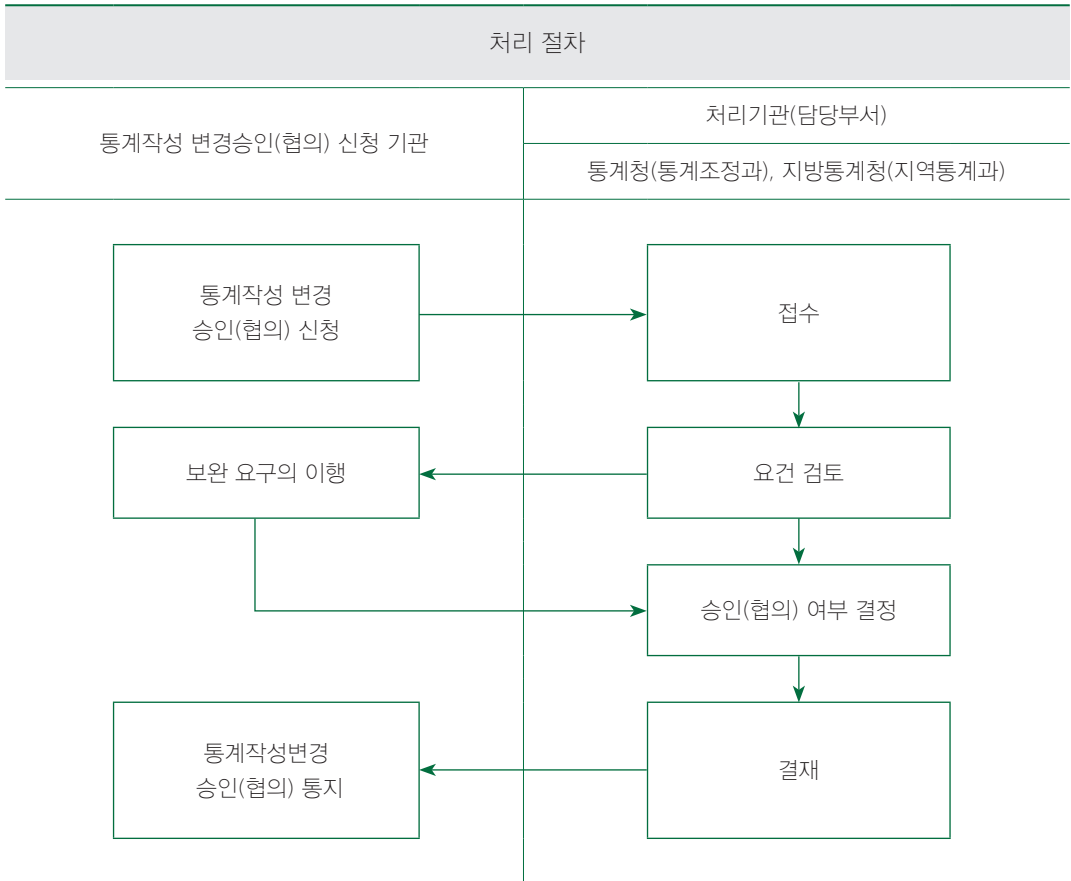 처리 절차
통계작성 변경승인(협의) 신청 기관
처리기관(담당부서)
통계청(통계조정과), 지방통계청(지역통계과)
통계작성 변경
승인(협의) 신청
접수
보완 요구의 이행
요건 검토
승인(협의) 여부 결정
통계작성변경
승인(협의) 통지
결재